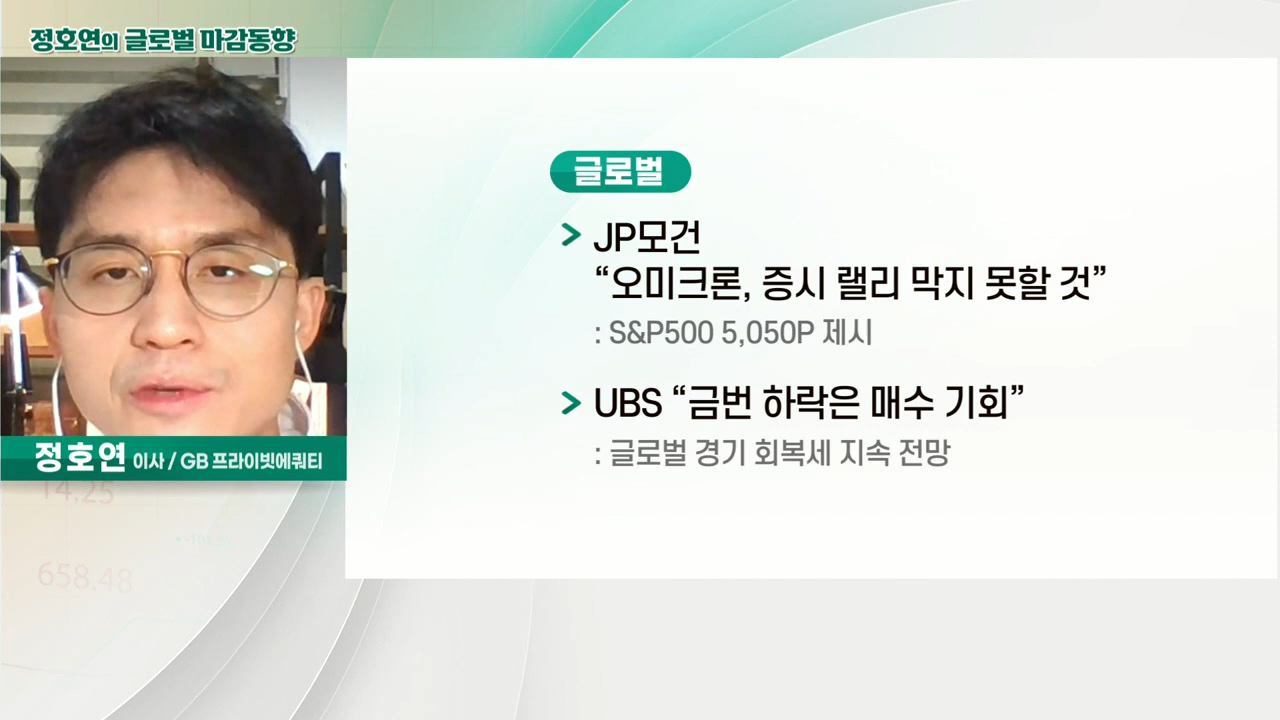 정호연의 글로벌 마감동향
글로벌
JP모건
“오미크론, 증시 랠리 막지 못할 것”
: S&P500 5,050P 제시
UBS “금번 하락은 매수 기회”
: 글로벌 경기 회복세 지속 전망
정호연 이사 / GB 프라이빗에쿼티
14.25
658.48